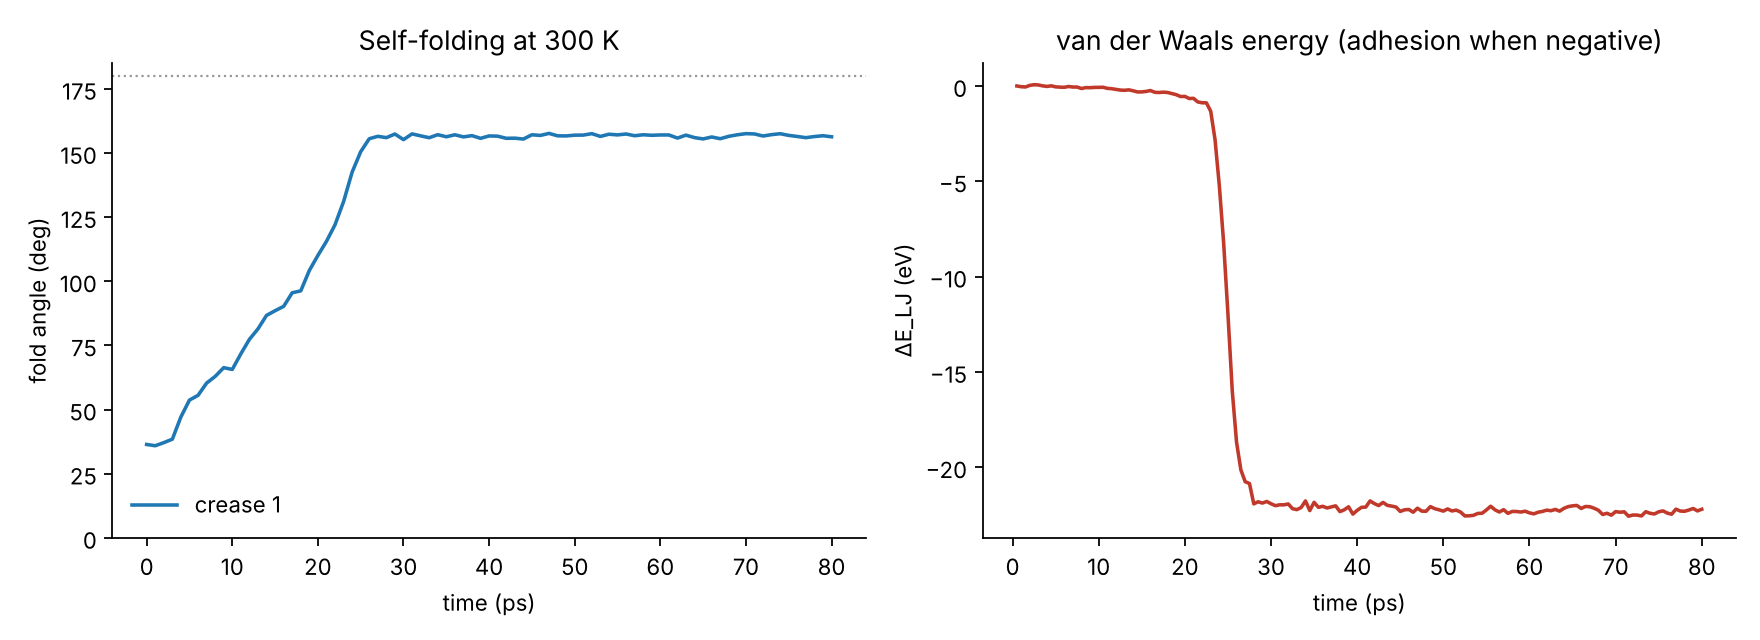 Self-folding at 300 K
fold angle (deg)
175
150
125
100
75
50
25
0
crease 1
0 10 20 30 40 50 60 70 80
time (ps)
van der Waals energy (adhesion when negative)
ΔE_LJ (eV)
0
−5
−10
−15
−20
0 10 20 30 40 50 60 70 80
time (ps)